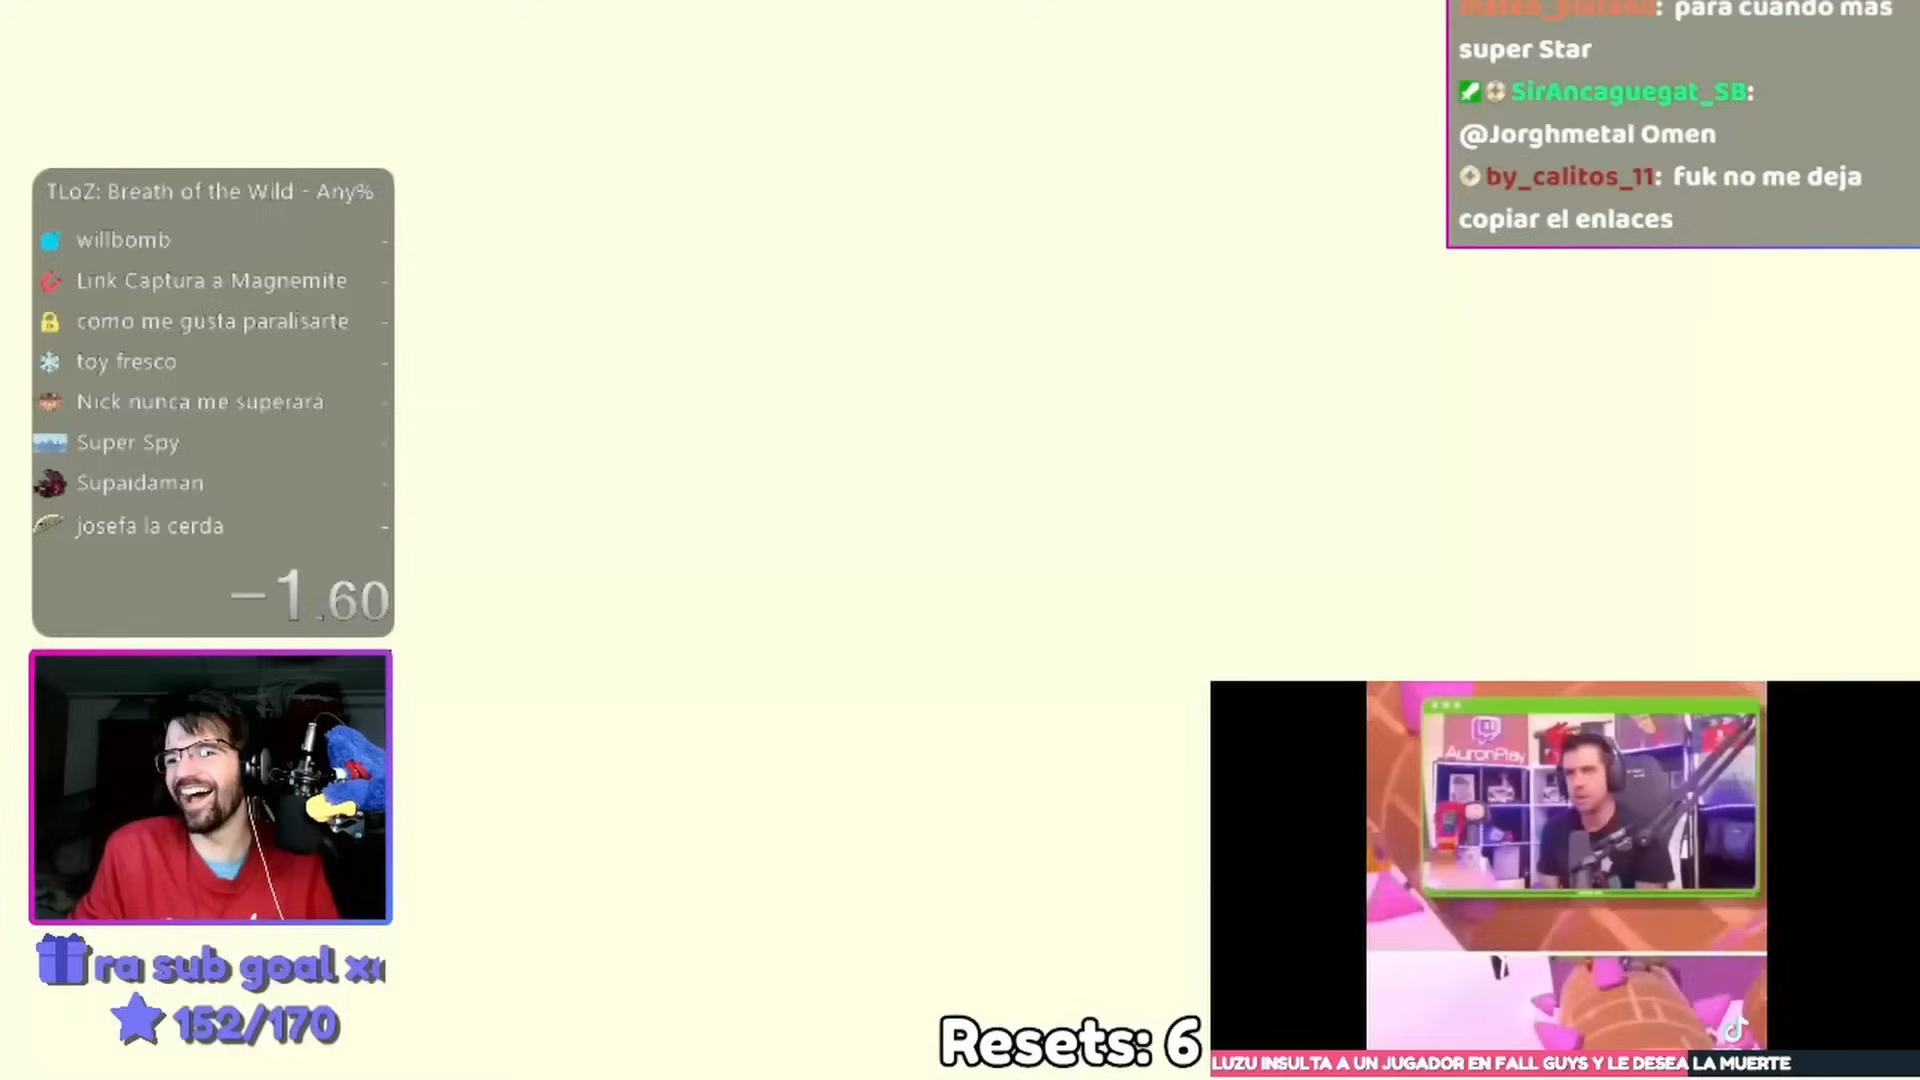 para cuando mas
super Star
SirAncaguegat_SB:
@Jorghmetal Omen
by_calitos_11: fuk no me deja
copiar el enlaces
TLoZ: Breath of the Wild - Any%
willbomb -
Link Captura a Magnemite -
como me gusta paralisarte -
toy fresco -
Nick nunca me superara -
Super Spy -
Supaidaman -
josefa la cerda -
-1.60
AuronPlay
ra sub goal
152/170
Resets: 6
LUZU INSULTA A UN JUGADOR EN FALL GUYS Y LE DESEA LA MUERTE